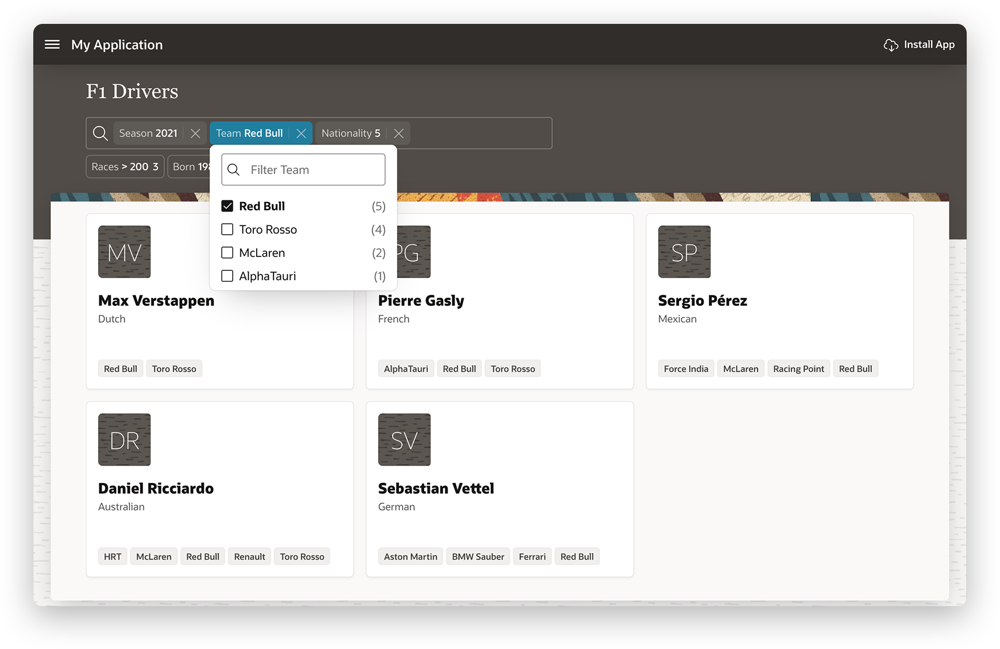 My Application
Install App
F1 Drivers
Season 2021
Team Red Bull
Nationality 5
Races > 200 3
Born
Filter Team
Red Bull (5)
Toro Rosso (4)
McLaren (2)
AlphaTauri (1)
MV
PG
SP
Max Verstappen
Pierre Gasly
Sergio Pérez
Dutch
French
Mexican
Red Bull Toro Rosso
AlphaTauri Red Bull Toro Rosso
Force India McLaren Racing Point Red Bull
DR
SV
Daniel Ricciardo
Sebastian Vettel
Australian
German
HRT McLaren Red Bull Renault Toro Rosso
Aston Martin BMW Sauber Ferrari Red Bull